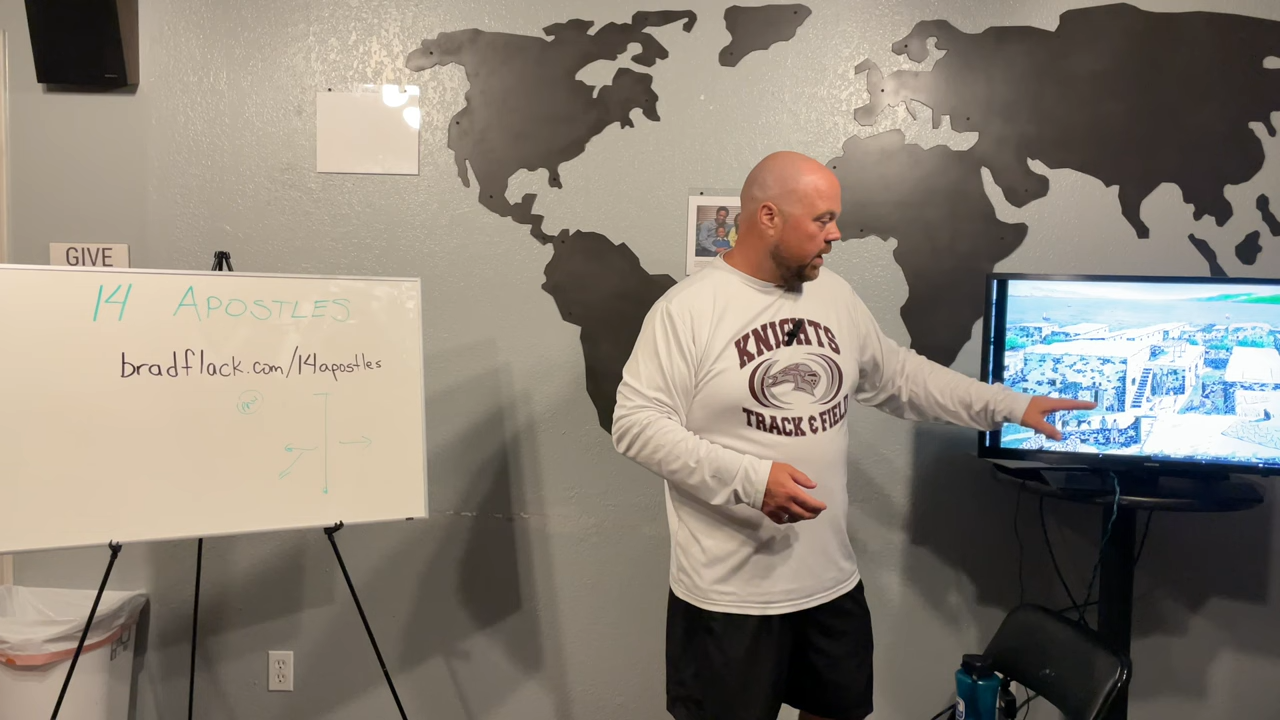 GIVE
14 APOSTLES
bradflack.com/14apostles
KNIGHTS
TRACK & FIELD